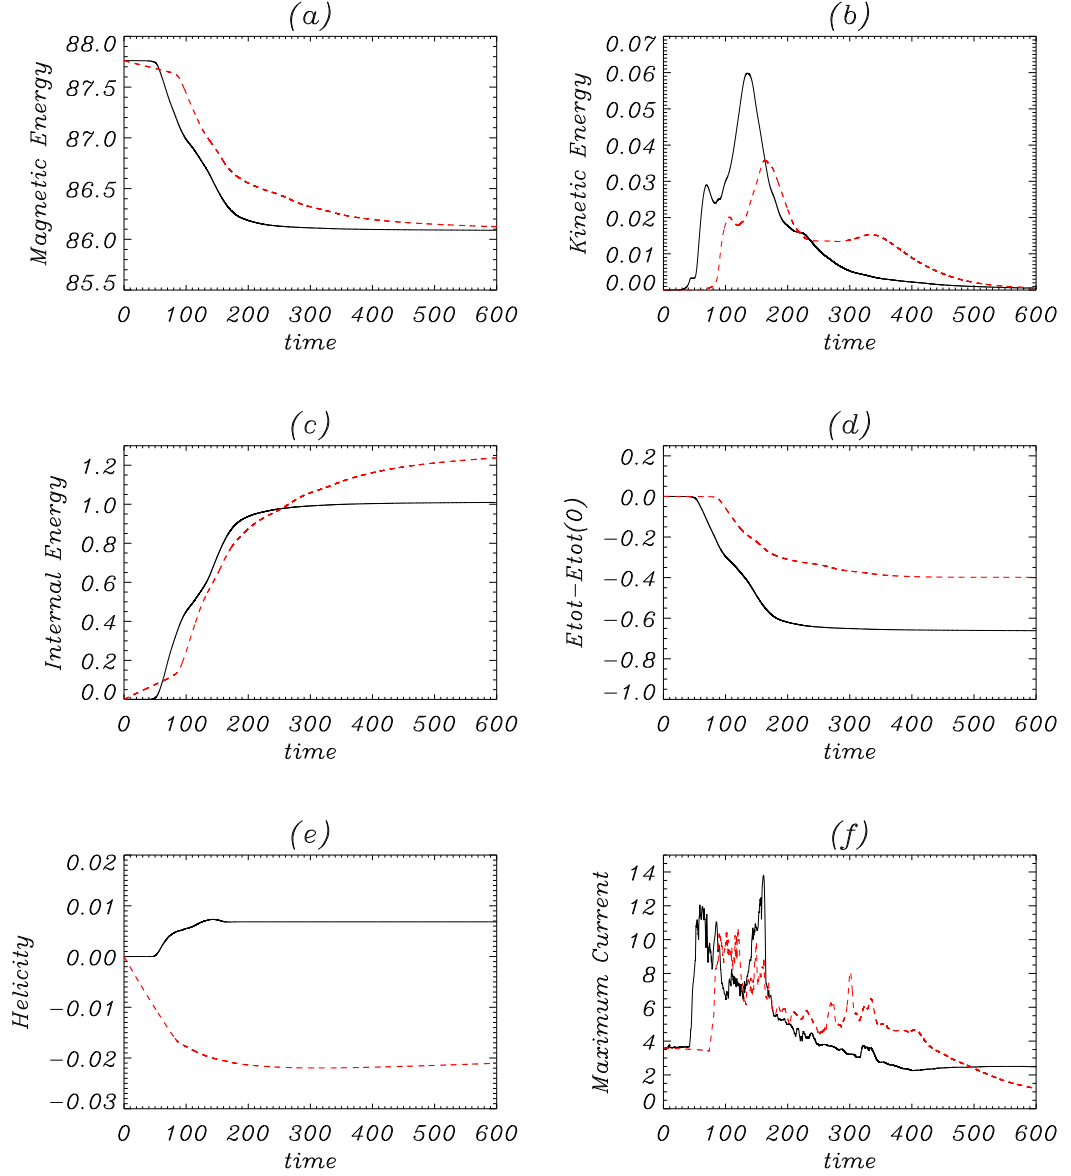 (a)
Magnetic Energy
88.0
87.5
87.0
86.5
86.0
85.5
0 100 200 300 400 500 600
time
(b)
Kinetic Energy
0.07
0.06
0.05
0.04
0.03
0.02
0.01
0.00
0 100 200 300 400 500 600
time
(c)
Internal Energy
1.2
1.0
0.8
0.6
0.4
0.2
0.0
0 100 200 300 400 500 600
time
(d)
Etot−Etot(0)
0.2
0.0
−0.2
−0.4
−0.6
−0.8
−1.0
0 100 200 300 400 500 600
time
(e)
Helicity
0.02
0.01
0.00
−0.01
−0.02
−0.03
0 100 200 300 400 500 600
time
(f)
Maximum Current
14
12
10
8
6
4
2
0
0 100 200 300 400 500 600
time